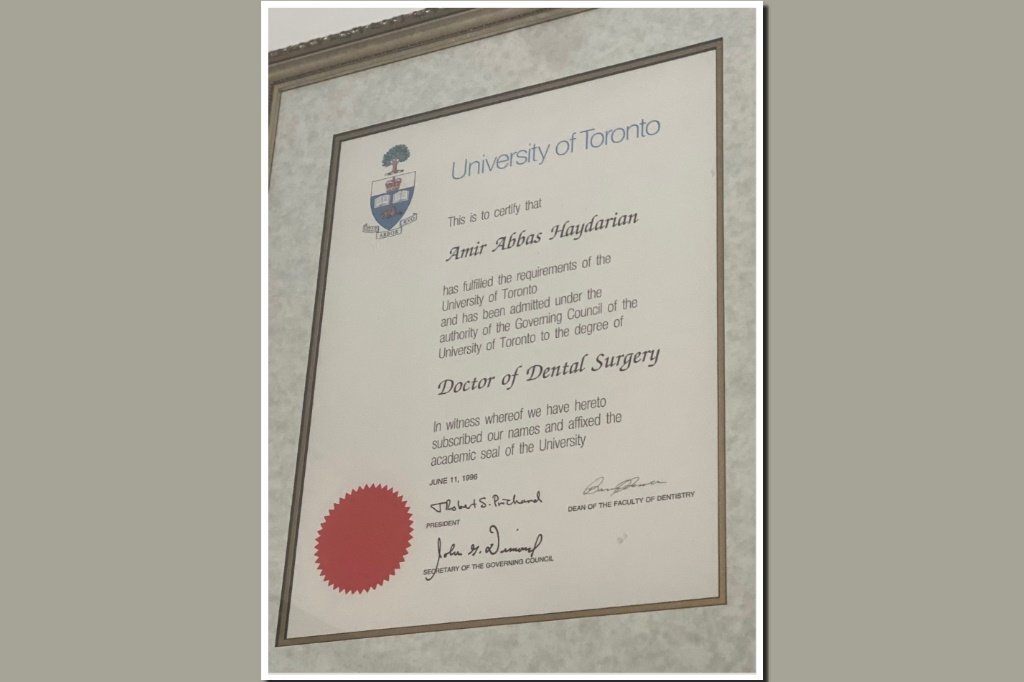 University of Toronto
This is to certify that
Amir Abbas Haydarian
has fulfilled the requirements of the
University of Toronto
and has been admitted under the
authority of the Governing Council of the
University of Toronto to the degree of
Doctor of Dental Surgery
In witness whereof we have hereto
subscribed our names and affixed the
academic seal of the University
JUNE 11, 1996
J Robert S. Prichard
PRESIDENT
DEAN OF THE FACULTY OF DENTISTRY
John G. Dimond
SECRETARY OF THE GOVERNING COUNCIL